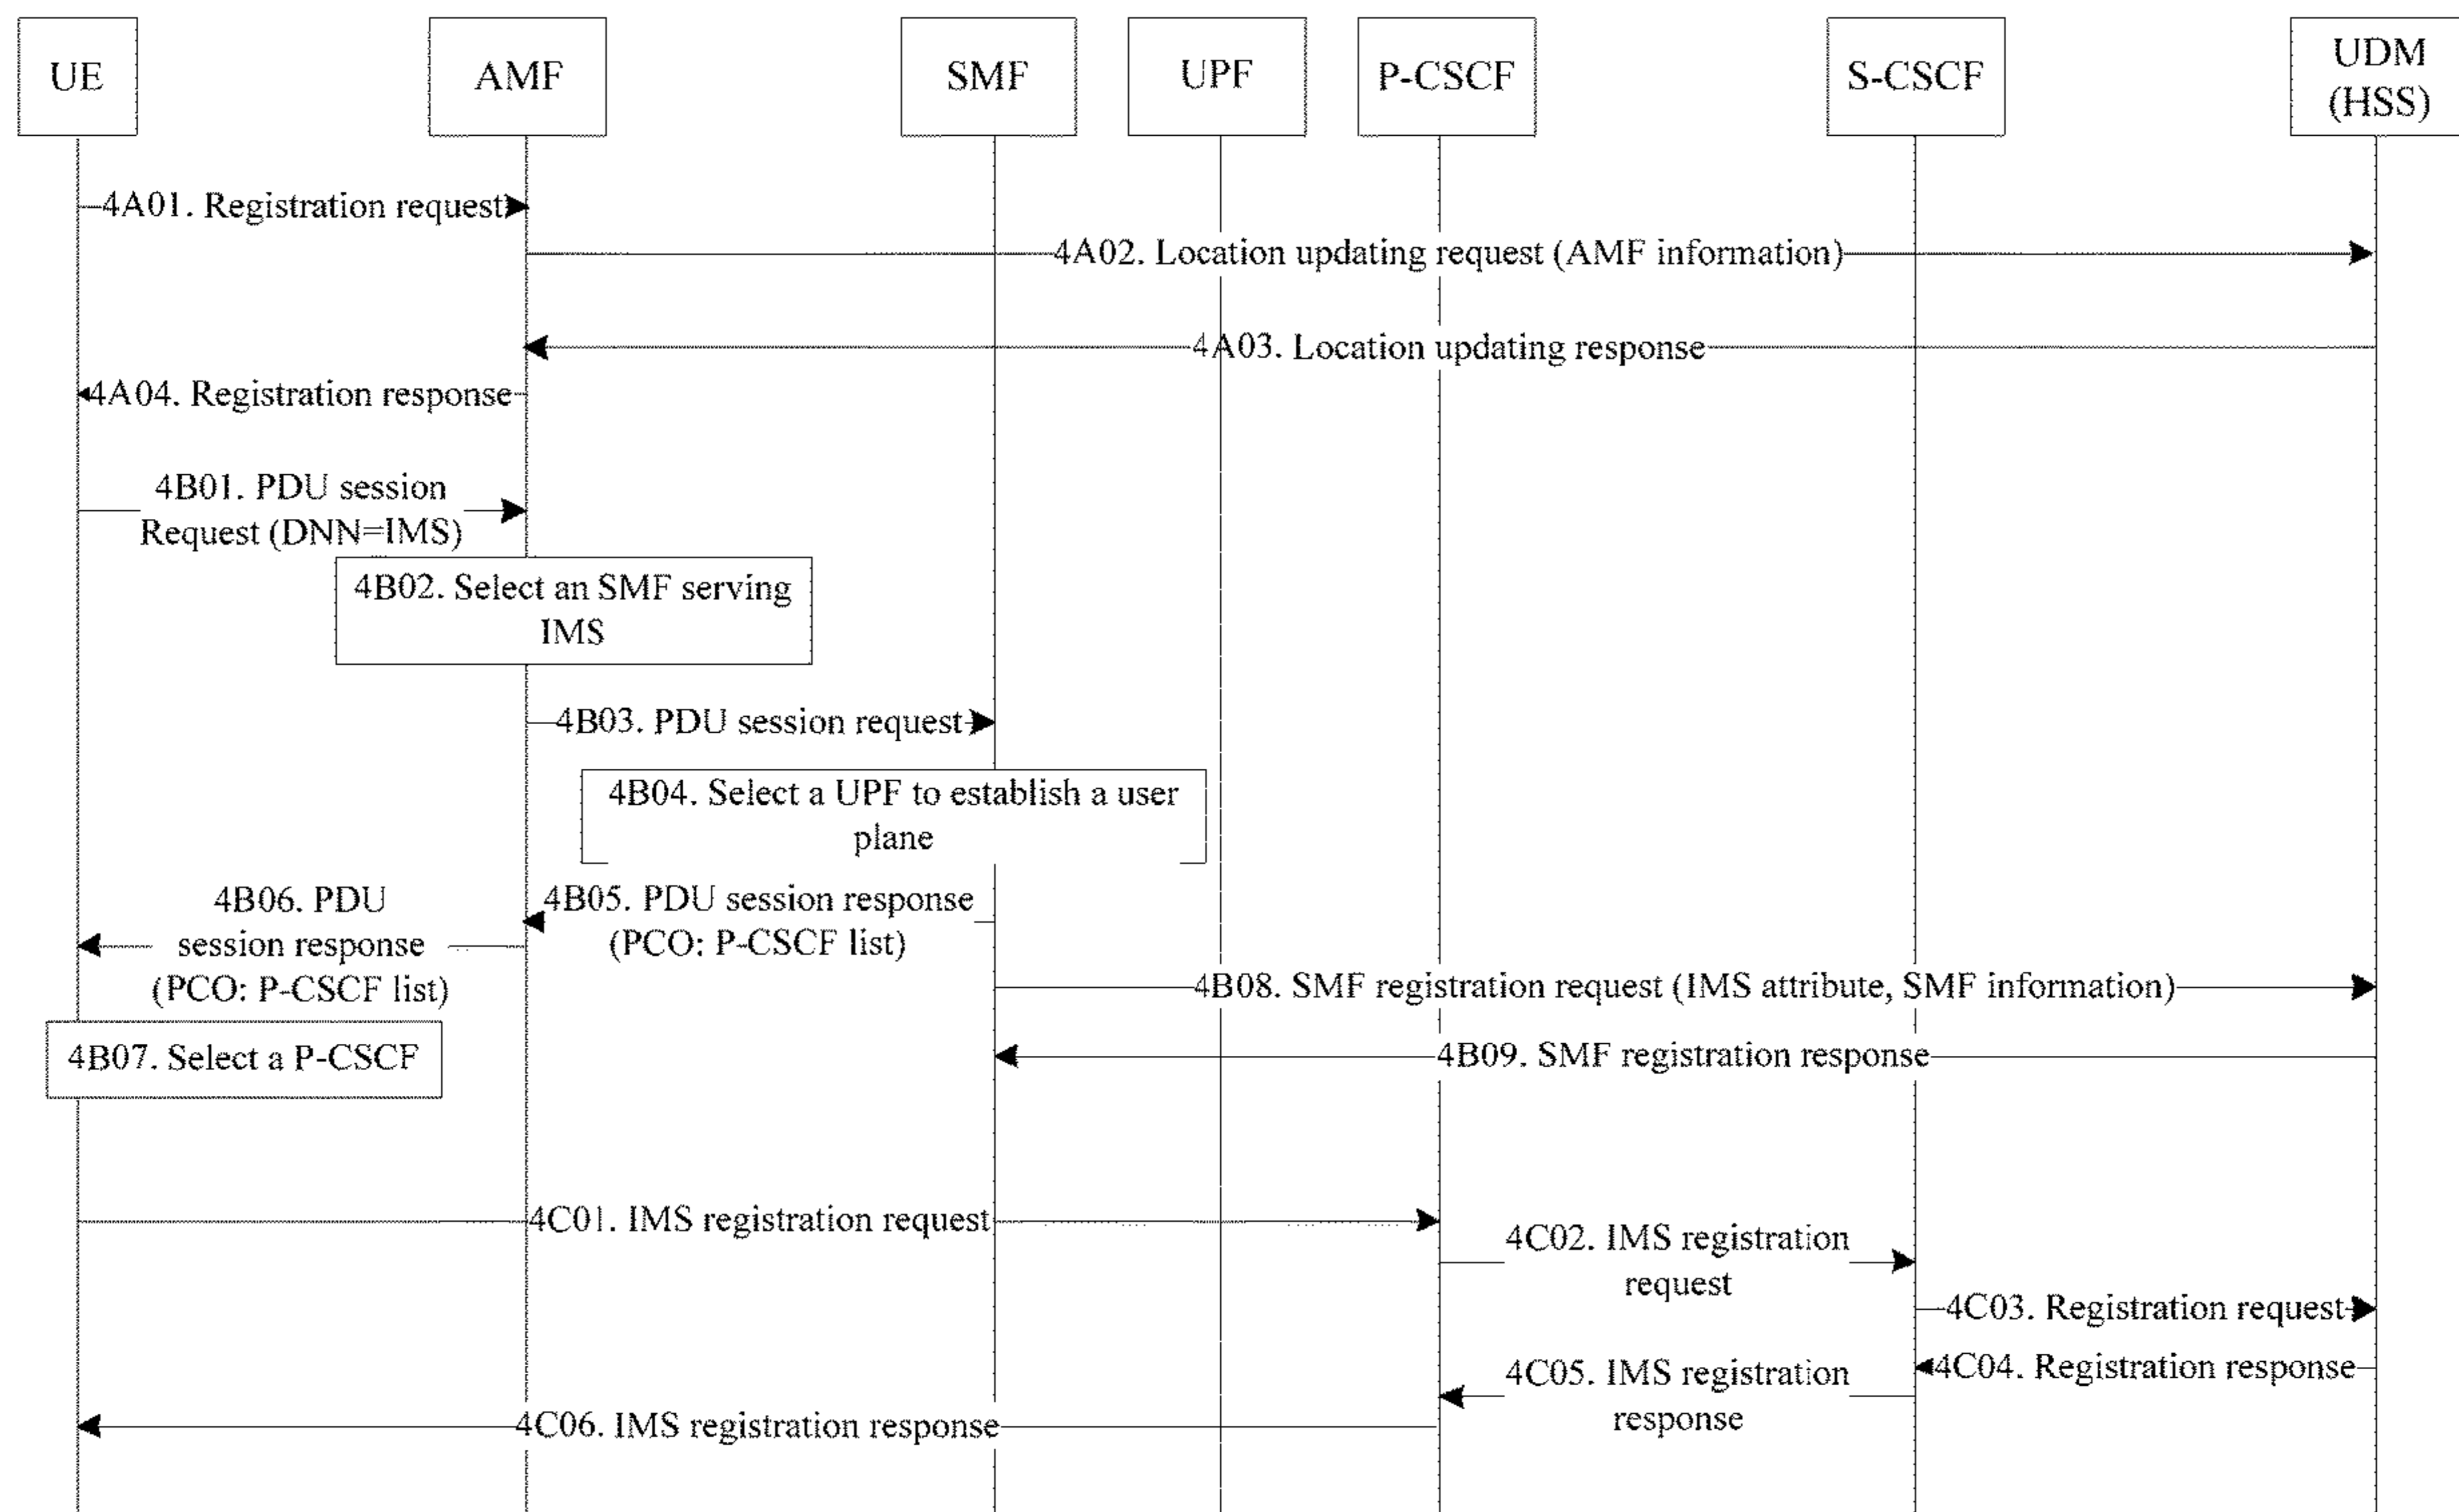 UE
AMF
SMF
UPF
P-CSCF
S-CSCF
UDM
(HSS)
4A01. Registration request
4A02. Location updating request (AMF information)
4A03. Location updating response
4A04. Registration response
4B01. PDU session
Request (DNN=IMS)
4B02. Select an SMF serving
IMS
4B03. PDU session request
4B04. Select a UPF to establish a user
plane
4B05. PDU session response
(PCO: P-CSCF list)
4B06. PDU
session response
(PCO: P-CSCF list)
4B08. SMF registration request (IMS attribute, SMF information)
4B07. Select a P-CSCF
4B09. SMF registration response
4C01. IMS registration request
4C02. IMS registration
request
4C03. Registration request
4C04. Registration response
4C05. IMS registration
response
4C06. IMS registration response